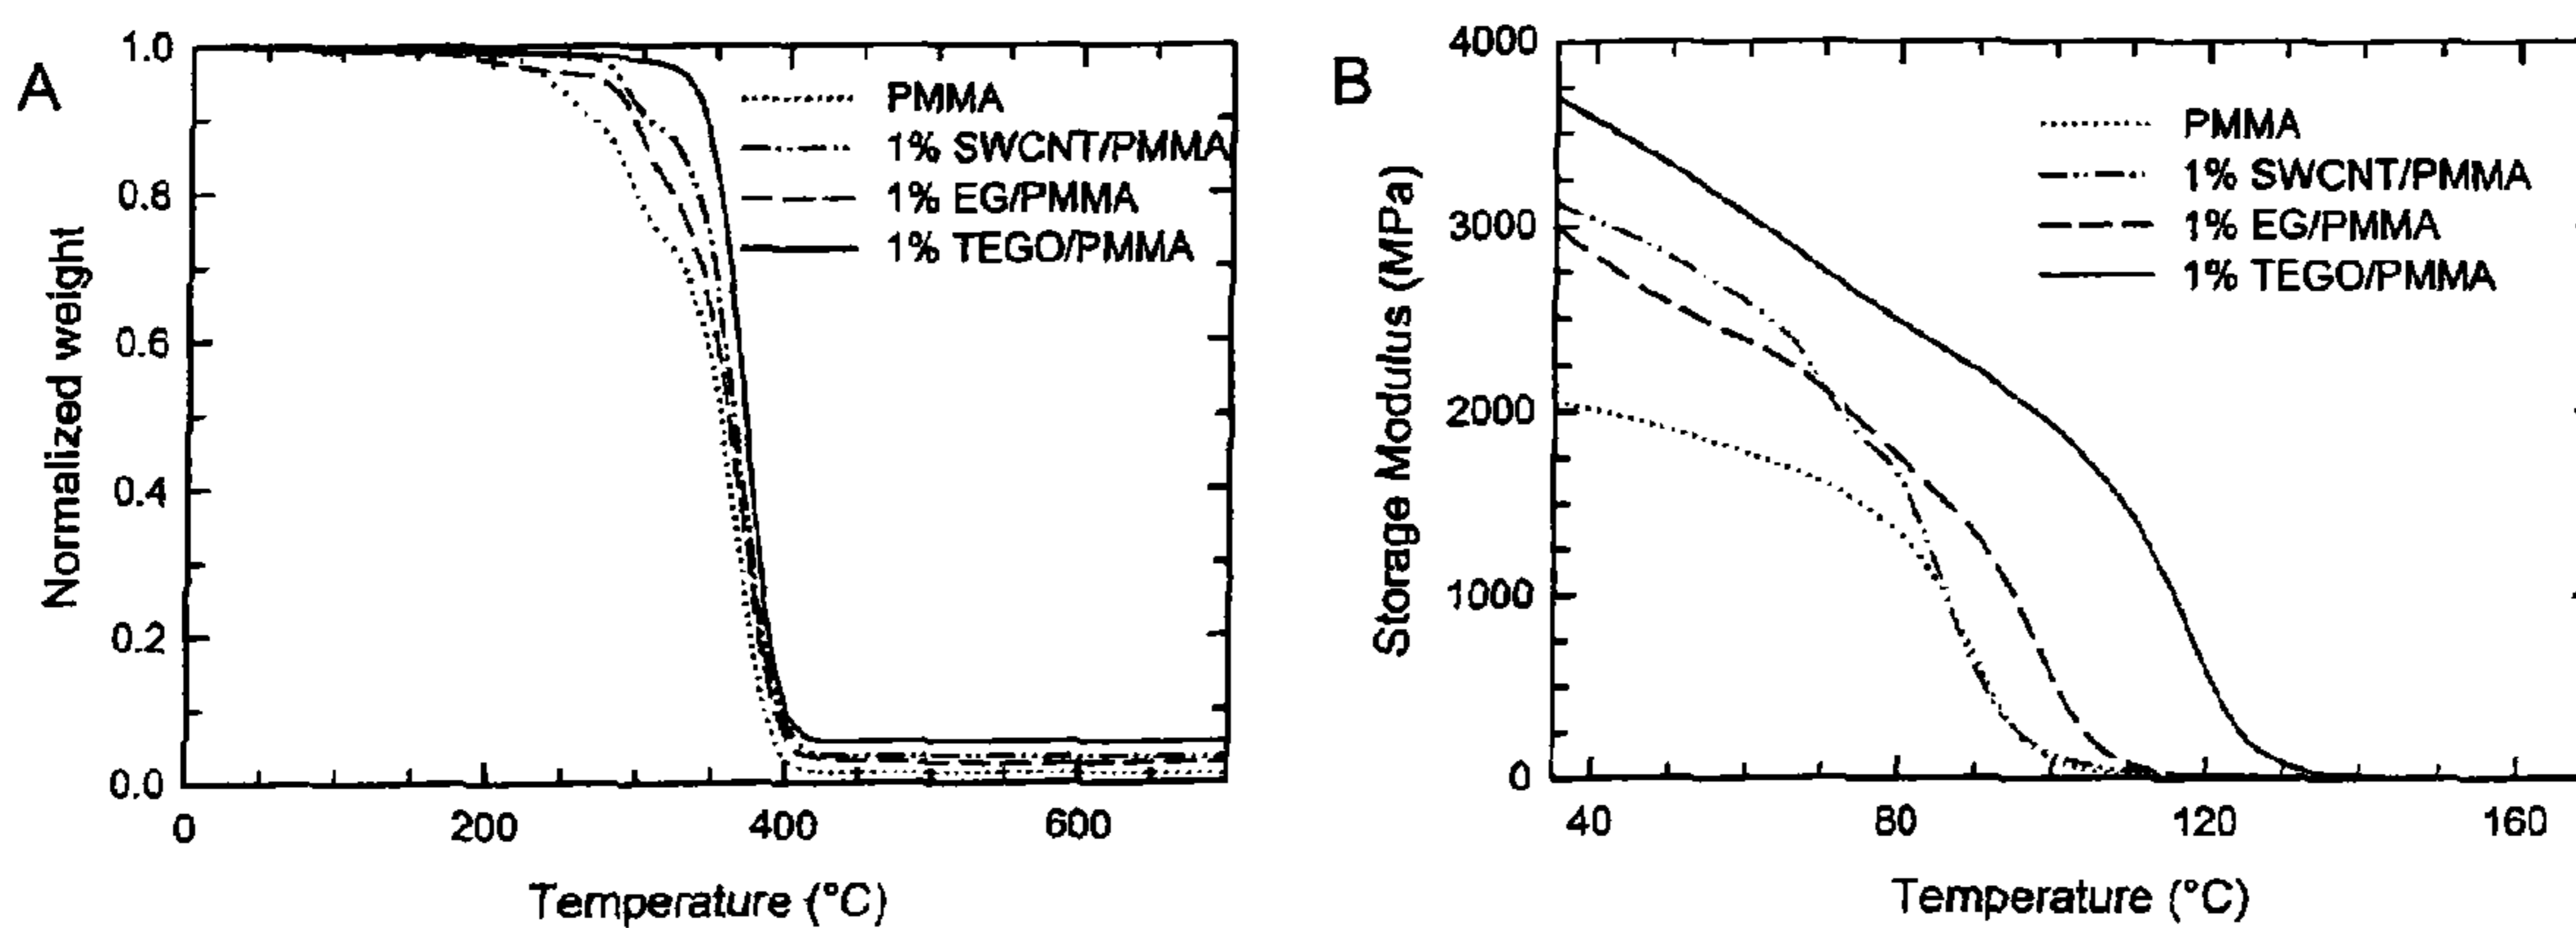 A
1.0
0.8
0.6
0.4
0.2
0.0
Normalized weight
PMMA
1% SWCNT/PMMA
1% EG/PMMA
1% TEGO/PMMA
0 200 400 600
Temperature (°C)
B
4000
3000
2000
1000
0
Storage Modulus (MPa)
PMMA
1% SWCNT/PMMA
1% EG/PMMA
1% TEGO/PMMA
40 80 120 160
Temperature (°C)